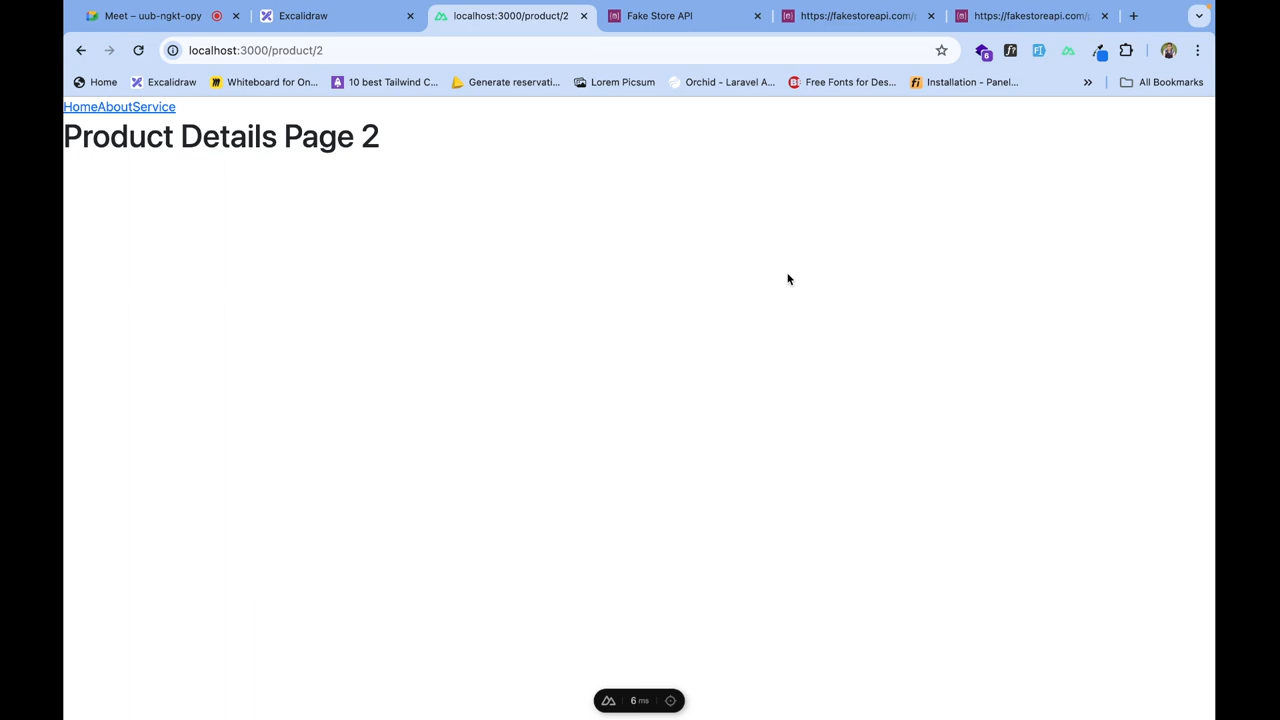 Meet – uub-ngkt-opy
Excalidraw
localhost:3000/product/2
Fake Store API
https://fakestoreapi.com/
https://fakestoreapi.com/
localhost:3000/product/2
6
Home
Excalidraw
Whiteboard for On...
10 best Tailwind C...
Generate reservati...
Lorem Picsum
Orchid - Laravel A...
Free Fonts for Des...
Installation - Panel...
All Bookmarks
HomeAboutService
Product Details Page 2
6 ms